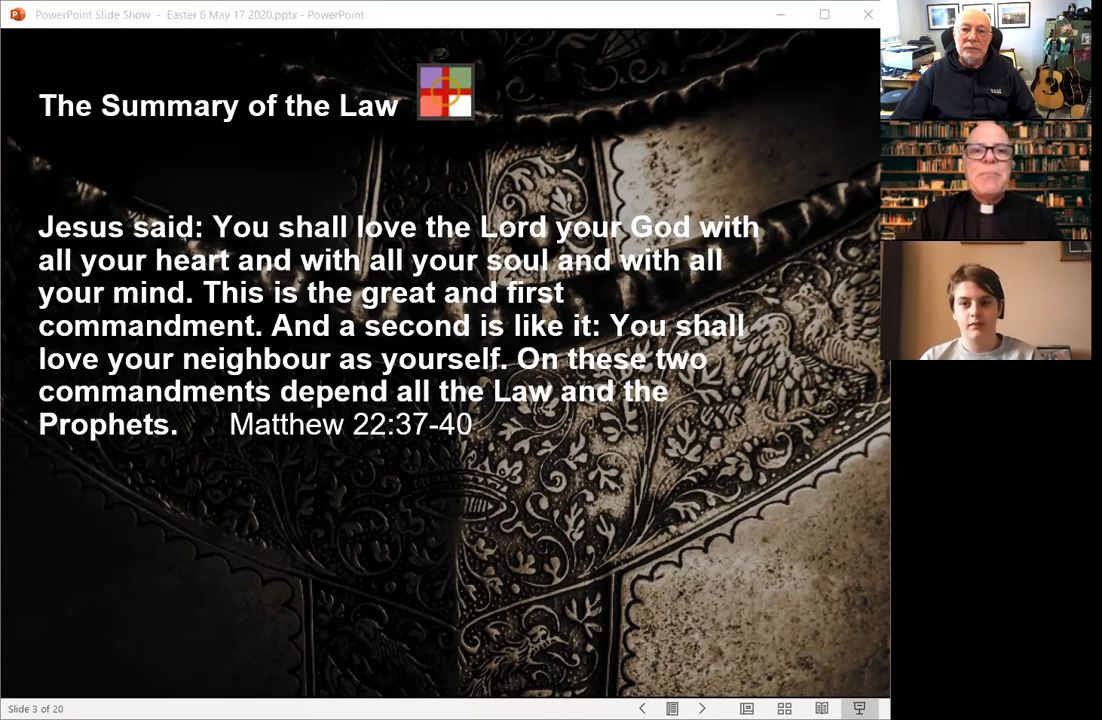 PowerPoint Slide Show - Easter 6 May 17 2020.pptx - PowerPoint
The Summary of the Law
Jesus said: You shall love the Lord your God with
all your heart and with all your soul and with all
your mind. This is the great and first
commandment. And a second is like it: You shall
love your neighbour as yourself. On these two
commandments depend all the Law and the
Prophets. Matthew 22:37-40
Slide 3 of 20